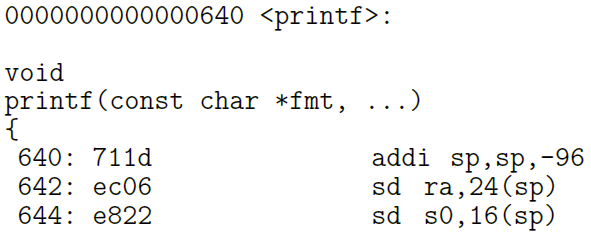 0000000000000640 <printf>:
void
printf(const char *fmt, ...)
{
640: 711d addi sp,sp,-96
642: ec06 sd ra,24(sp)
644: e822 sd s0,16(sp)